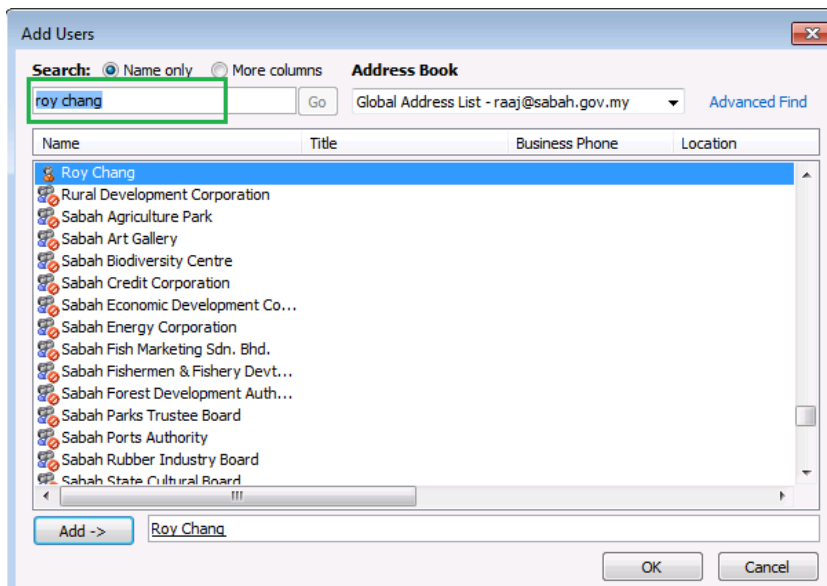 Add Users
Search: Name only More columns Address Book
roy chang Go Global Address List - raaj@sabah.gov.my Advanced Find
Name Title Business Phone Location
Roy Chang
Rural Development Corporation
Sabah Agriculture Park
Sabah Art Gallery
Sabah Biodiversity Centre
Sabah Credit Corporation
Sabah Economic Development Co...
Sabah Energy Corporation
Sabah Fish Marketing Sdn. Bhd.
Sabah Fishermen & Fishery Devt...
Sabah Forest Development Auth...
Sabah Parks Trustee Board
Sabah Ports Authority
Sabah Rubber Industry Board
Sabah State Cultural Board
Add -> Roy Chang
OK Cancel